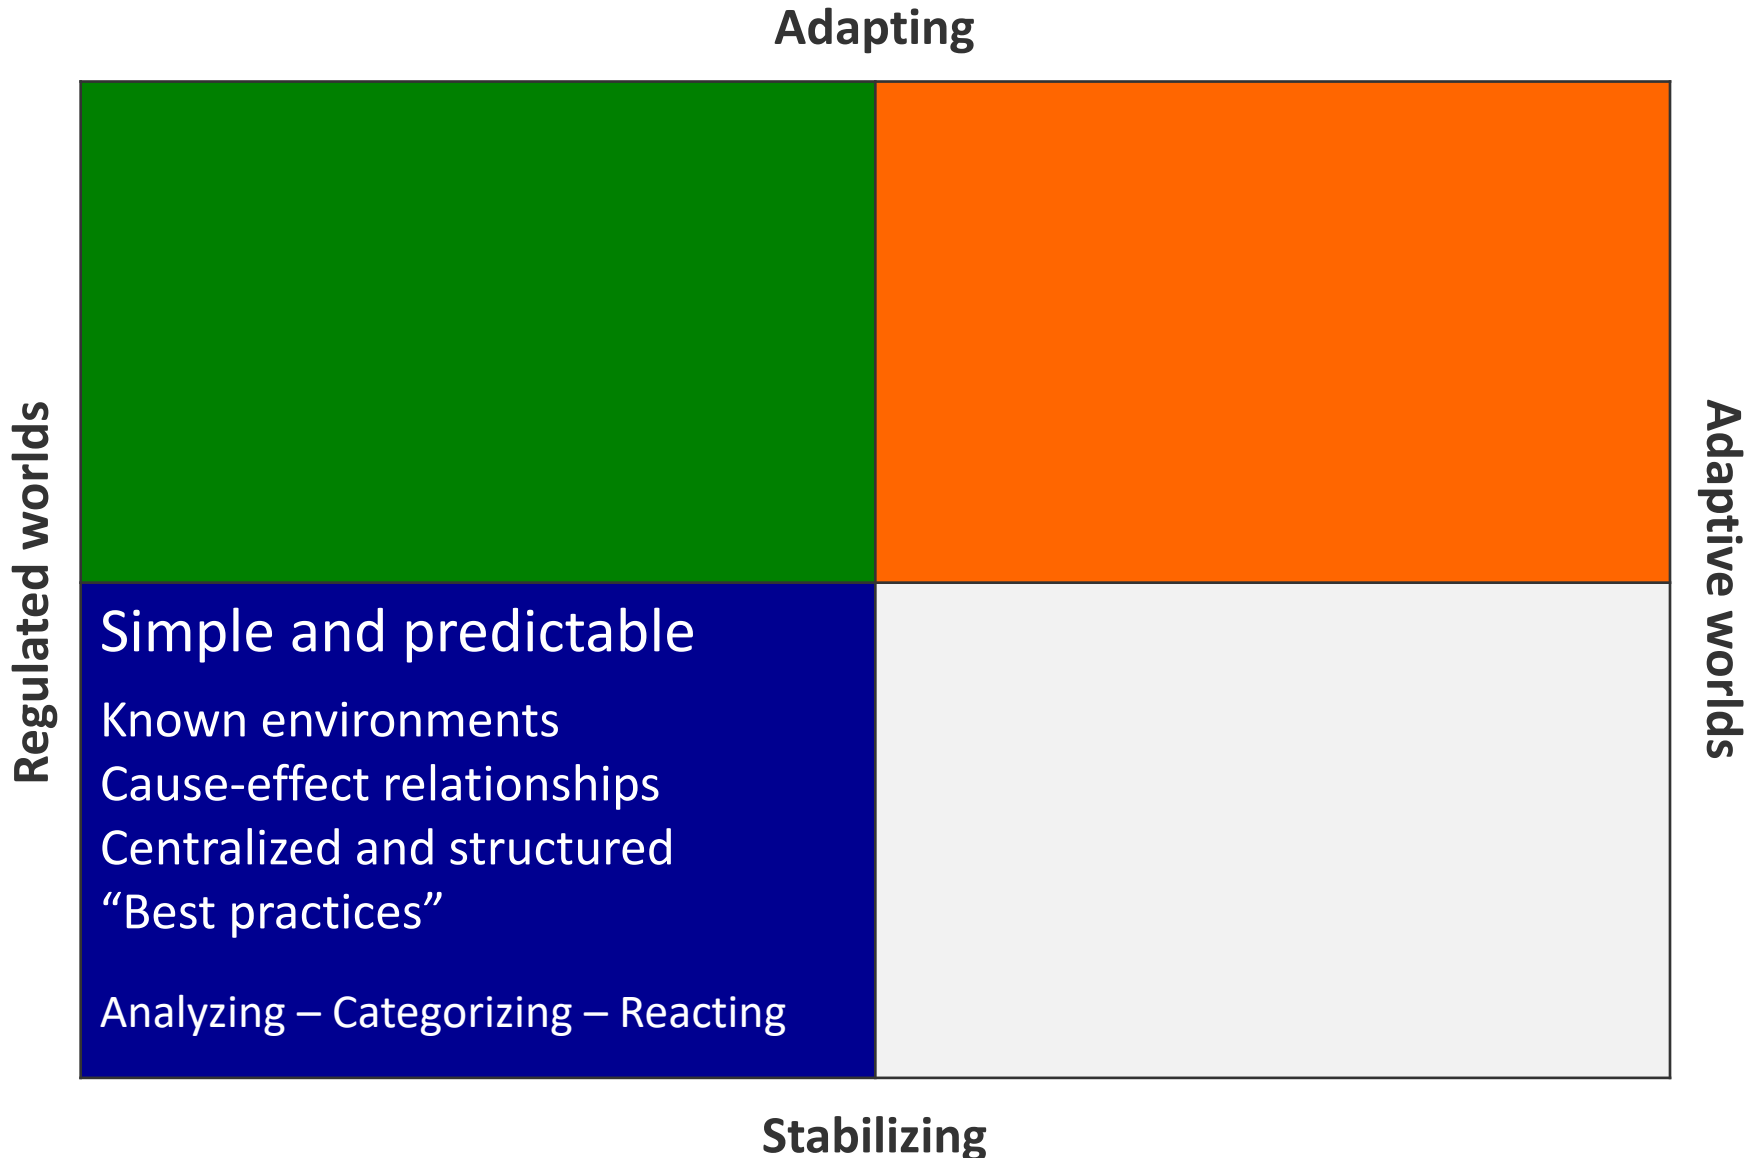 Adapting
Regulated worlds
Adaptive worlds
Simple and predictable
Known environments
Cause-effect relationships
Centralized and structured
“Best practices”
Analyzing – Categorizing – Reacting
Stabilizing